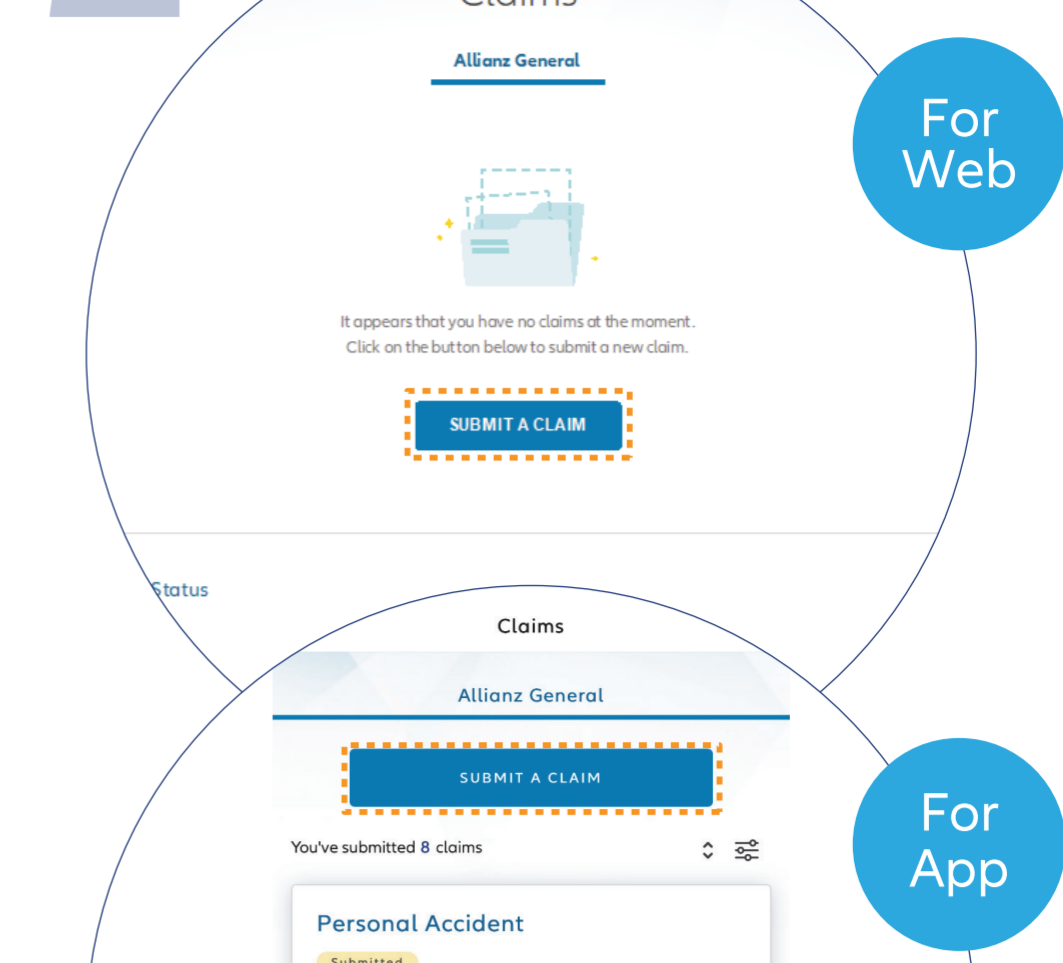 Claims
Allianz General
For
Web
It appears that you have no claims at the moment.
Click on the button below to submit a new claim.
SUBMIT A CLAIM
Status
Claims
Allianz General
SUBMIT A CLAIM
You've submitted 8 claims
For
App
Personal Accident
Submitted